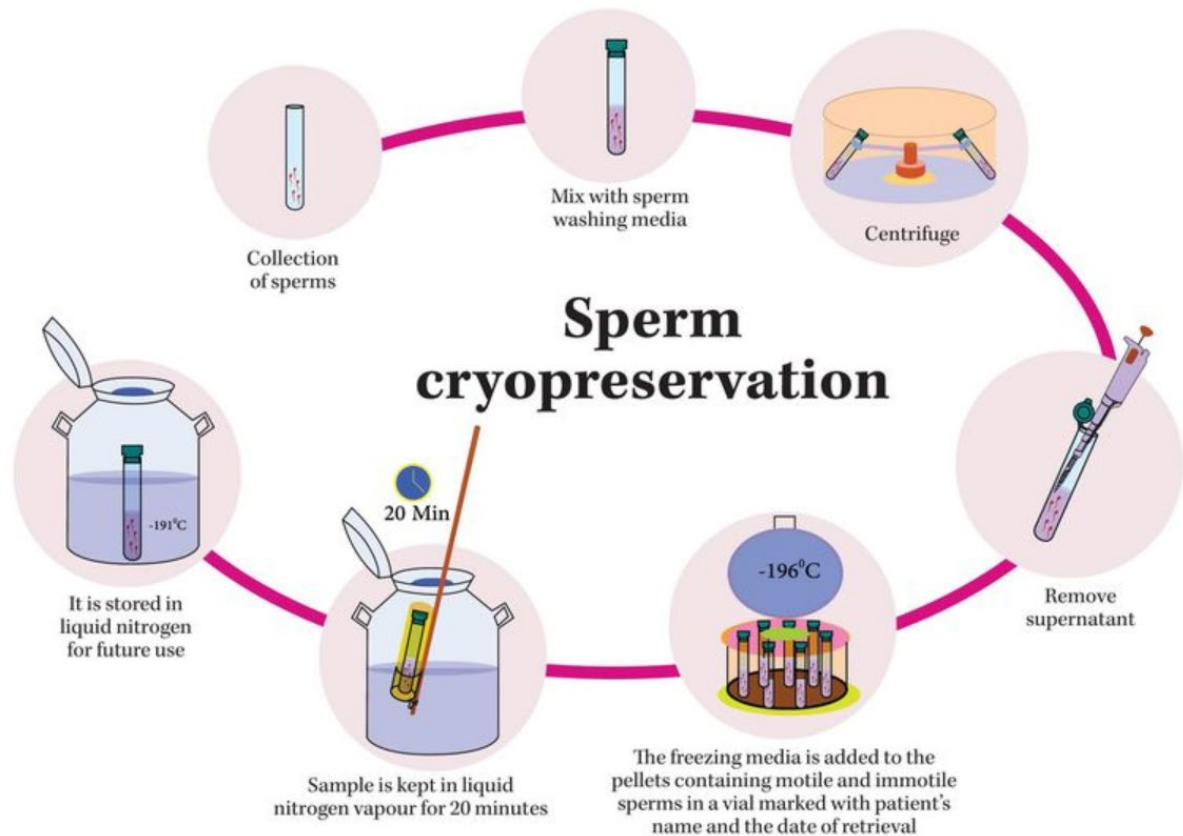 Collection
of sperms
Mix with sperm
washing media
Centrifuge
Sperm
cryopreservation
Remove
supernatant
-196⁰C
The freezing media is added to the
pellets containing motile and immotile
sperms in a vial marked with patient's
name and the date of retrieval
20 Min
Sample is kept in liquid
nitrogen vapour for 20 minutes
-191⁰C
It is stored in
liquid nitrogen
for future use